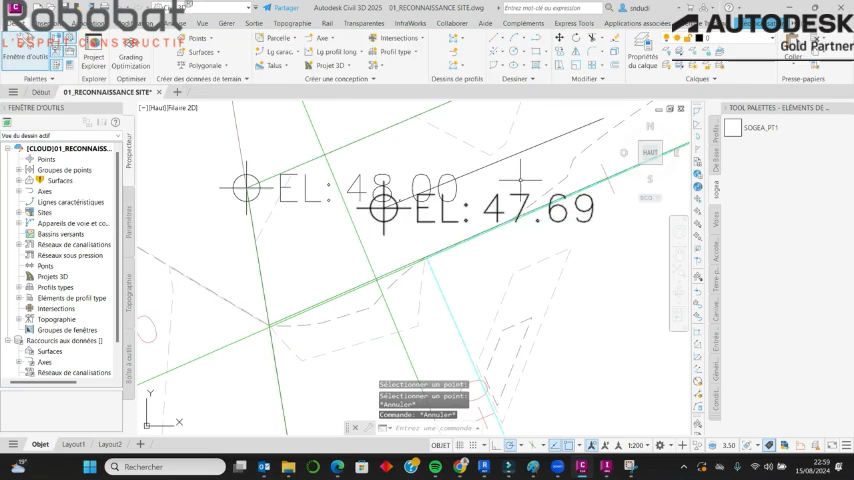 Partager
Autodesk Civil 3D 2025
01_RECONNAISSANCE SITE.dwg
Entrez mot-clé ou expression
sndudi
AUTODESK
Gold Partner
L'ESPRIT CONSTRUCTIF
Vue Gérer Sortie Topographie Rail Transparentes InfraWorks Collaborer Aide Express Tools Applications associées
Fenêtre d'outils
Project Explorer
Grading Optimization
Points
Surfaces
Polygonale
Parcelle
Lg caract.
Talus
Axe
Lg profil long
Projet 3D
Intersections
Profil type
Propriétés du calque
Coller
Palettes
Explorer
Optimiser
Créer des données de terrain
Créer une conception
Dessins de profils
Dessiner
Modifier
Calques
Presse-papiers
Début
01_RECONNAISSANCE SITE*
FENÊTRE D'OUTILS
Vue du dessin actif
[CLOUD]01_RECONNAISS...
Points
Groupes de points
Surfaces
Axes
Lignes caractéristiques
Sites
Appareils de voie et co
Bassins versants
Réseaux de canalisation
Réseaux sous pression
Ponts
Projets 3D
Profils types
Eléments de profil type
Intersections
Topographie
Groupes de fenêtres
Raccourcis aux données []
Surfaces
Axes
Réseaux de canalisation
Prospecteur
Paramètres
Topographie
Boîte à outils
[−][Haut][Filaire 2D]
EL: 48.00
EL: 47.69
N
O
HAUT
E
S
SCG
Y
X
Sélectionner un point:
Sélectionner un point:
*Annuler*
Commande: *Annuler*
Entrez une commande
TOOL PALETTES - ÉLÉMENTS DE...
SOGEA_PT1
sogea
Objet
Layout1
Layout2
OBJET
1:200
3.50
19°
Rechercher
22:59
15/08/2024